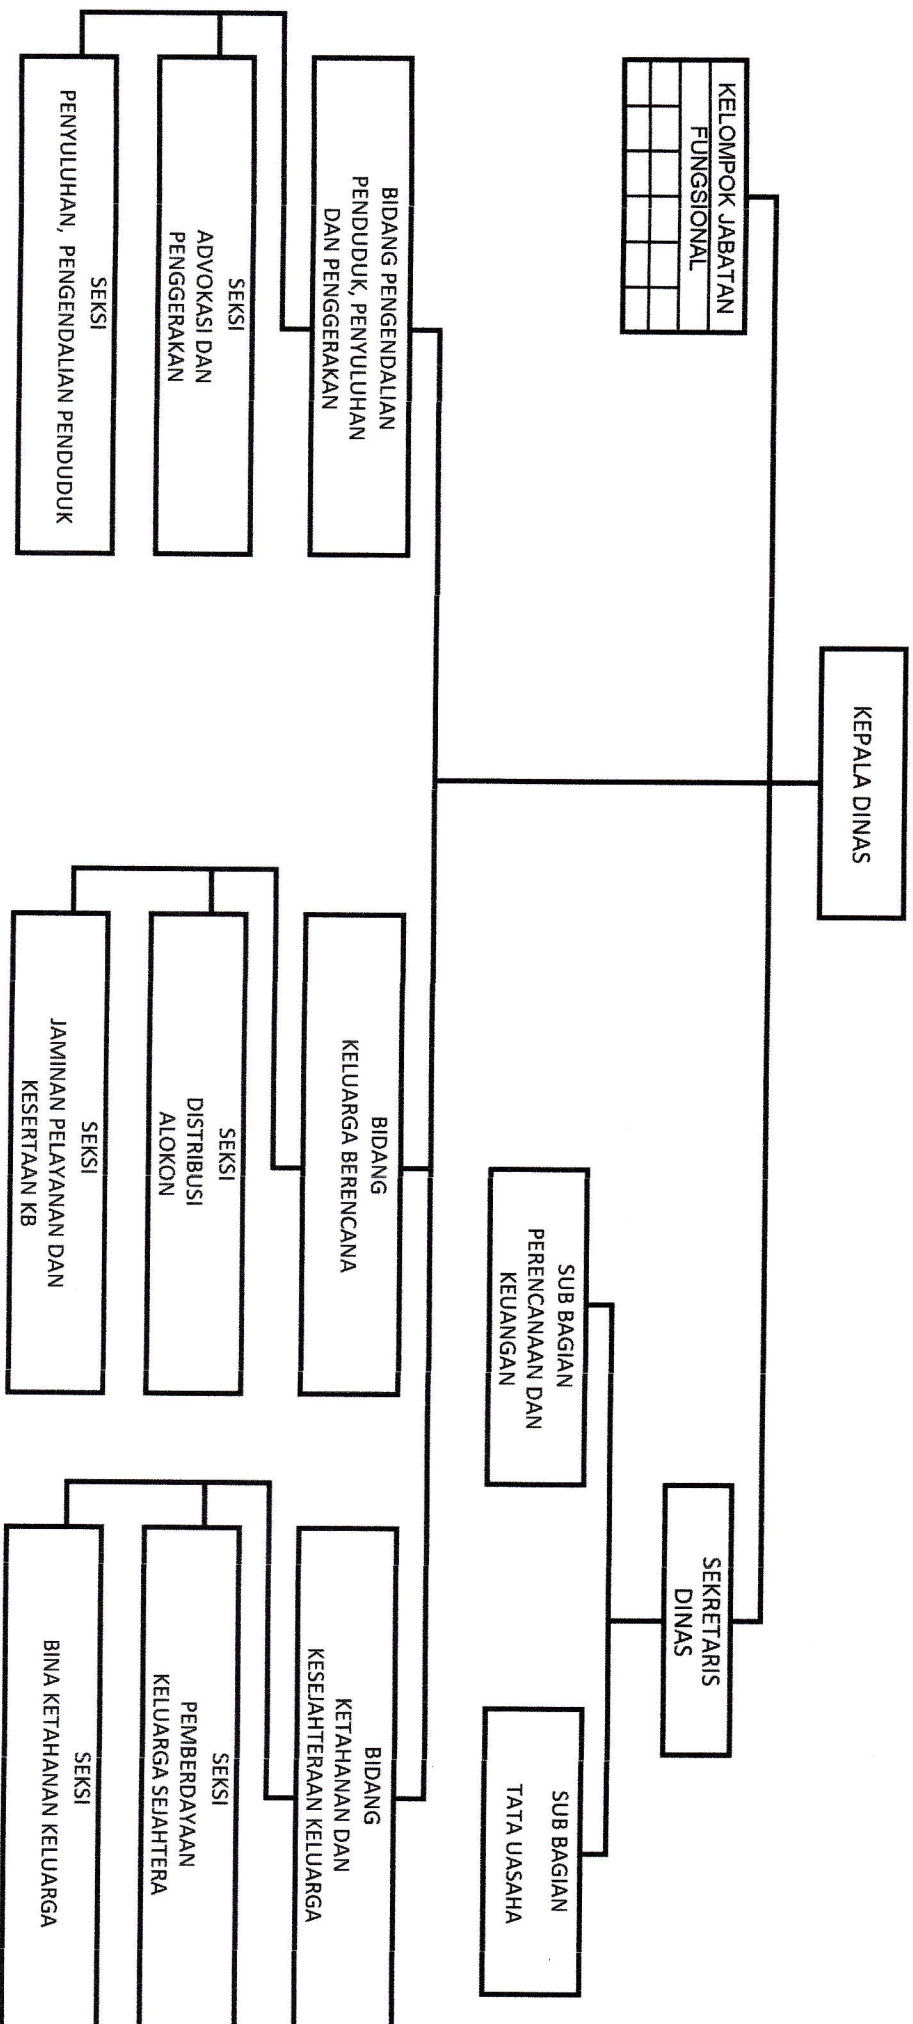 KEPALA DINAS
KELOMPOK JABATAN
FUNGSIONAL
SEKRETARIS
DINAS
SUB BAGIAN
PERENCANAAN DAN
KEUANGAN
SUB BAGIAN
TATA UASAHA
BIDANG PENGENDALIAN
PENDUDUK, PENYULUHAN
DAN PENGGERAKAN
BIDANG
KELUARGA BERENCANA
BIDANG
KETAHANAN DAN
KESEJAHTERAAN KELUARGA
SEKSI
ADVOKASI DAN
PENGGERAKAN
SEKSI
DISTRIBUSI
ALOKON
SEKSI
PEMBERDAYAAN
KELUARGA SEJAHTERA
SEKSI
PENYULUHAN, PENGENDALIAN PENDUDUK
SEKSI
JAMINAN PELAYANAN DAN
KESERTAAN KB
SEKSI
BINA KETAHANAN KELUARGA